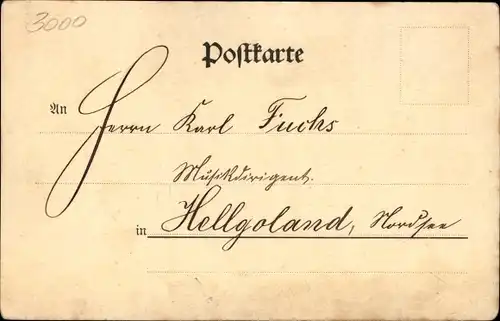 3000
Postkarte
An Herrn Karl Fuchs
Musikdirigent.
in Hellgoland, Nordsee